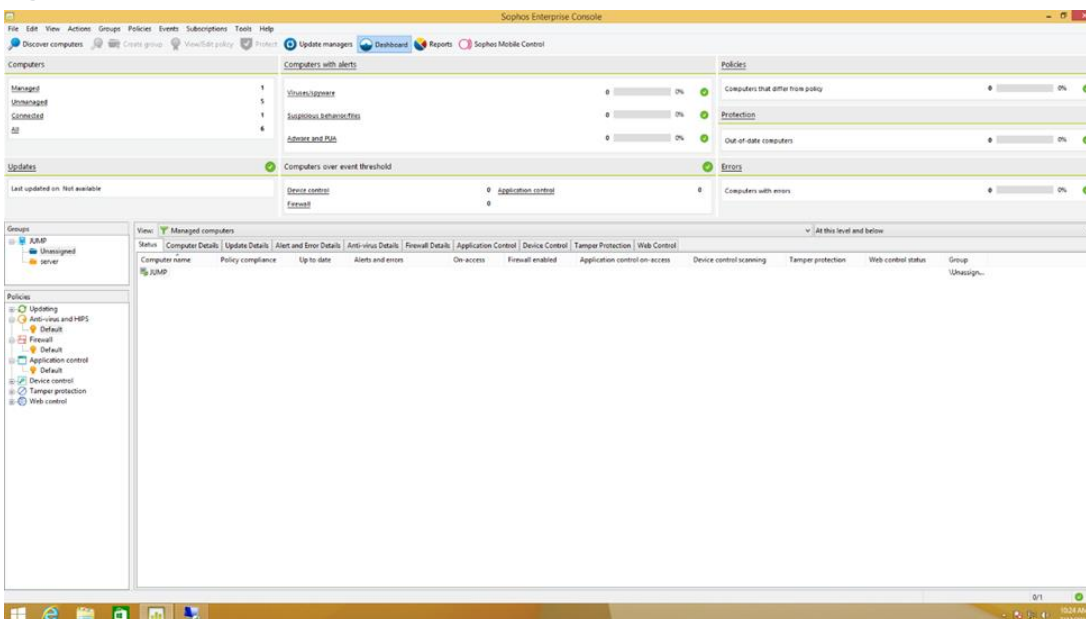 Sophos Enterprise Console
File Edit View Actions Groups Policies Events Subscriptions Tools Help
Discover computers Create group View/Edit policy Protect Update managers Dashboard Reports Sophos Mobile Control
Computers Computers with alerts Policies
Managed 1 Viruses/spyware 0 0% Computers that differ from policy 0 0%
Unmanaged 5
Connected 1 Suspicious behavior/files 0 0% Protection
All 6
Adware and PUA 0 0% Out-of-date computers 0 0%
Updates Computers over event threshold Errors
Last updated on Not available Device control 0 Application control 0 Computers with errors 0 0%
Firewall 0
Groups View: Managed computers At this level and below
JUMP
Unassigned
server
Status Computer Details Update Details Alert and Error Details Anti-virus Details Firewall Details Application Control Device Control Tamper Protection Web Control
Computer name Policy compliance Up to date Alerts and errors On-access Firewall enabled Application control on-access Device control scanning Tamper protection Web control status Group
JUMP \Unassign...
Policies
Updating
Anti-virus and HIPS
Default
Firewall
Default
Application control
Default
Device control
Tamper protection
Web control
0/1
10:24 AM